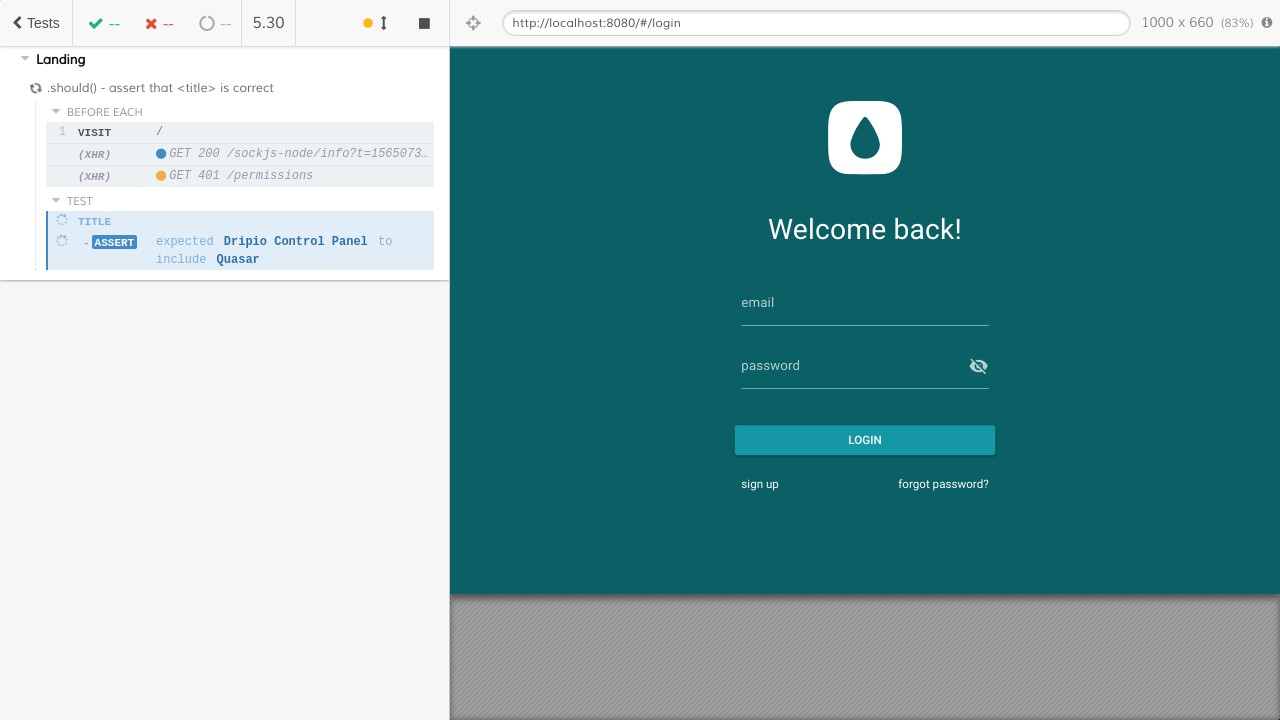 Tests
--
--
--
5.30
http://localhost:8080/#/login
1000 x 660 (83%)
Landing
.should() - assert that <title> is correct
BEFORE EACH
1 VISIT /
(XHR) GET 200 /sockjs-node/info?t=1565073…
(XHR) GET 401 /permissions
TEST
TITLE
- ASSERT expected Dripio Control Panel to
include Quasar
Welcome back!
email
password
LOGIN
sign up
forgot password?